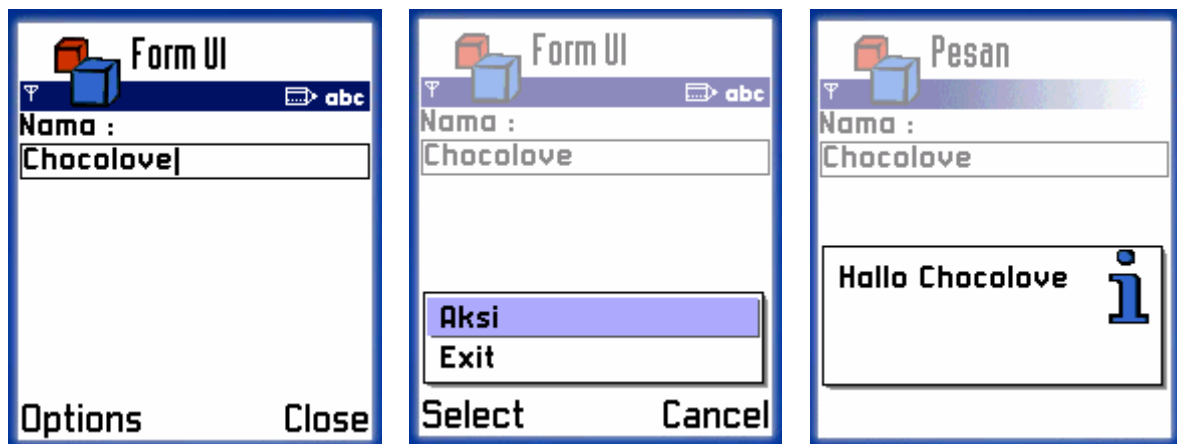 Form UI
abc
Nama :
Chocolove
Options Close
Form UI
abc
Nama :
Chocolove
Aksi
Exit
Select Cancel
Pesan
Nama :
Chocolove
Hallo Chocolove